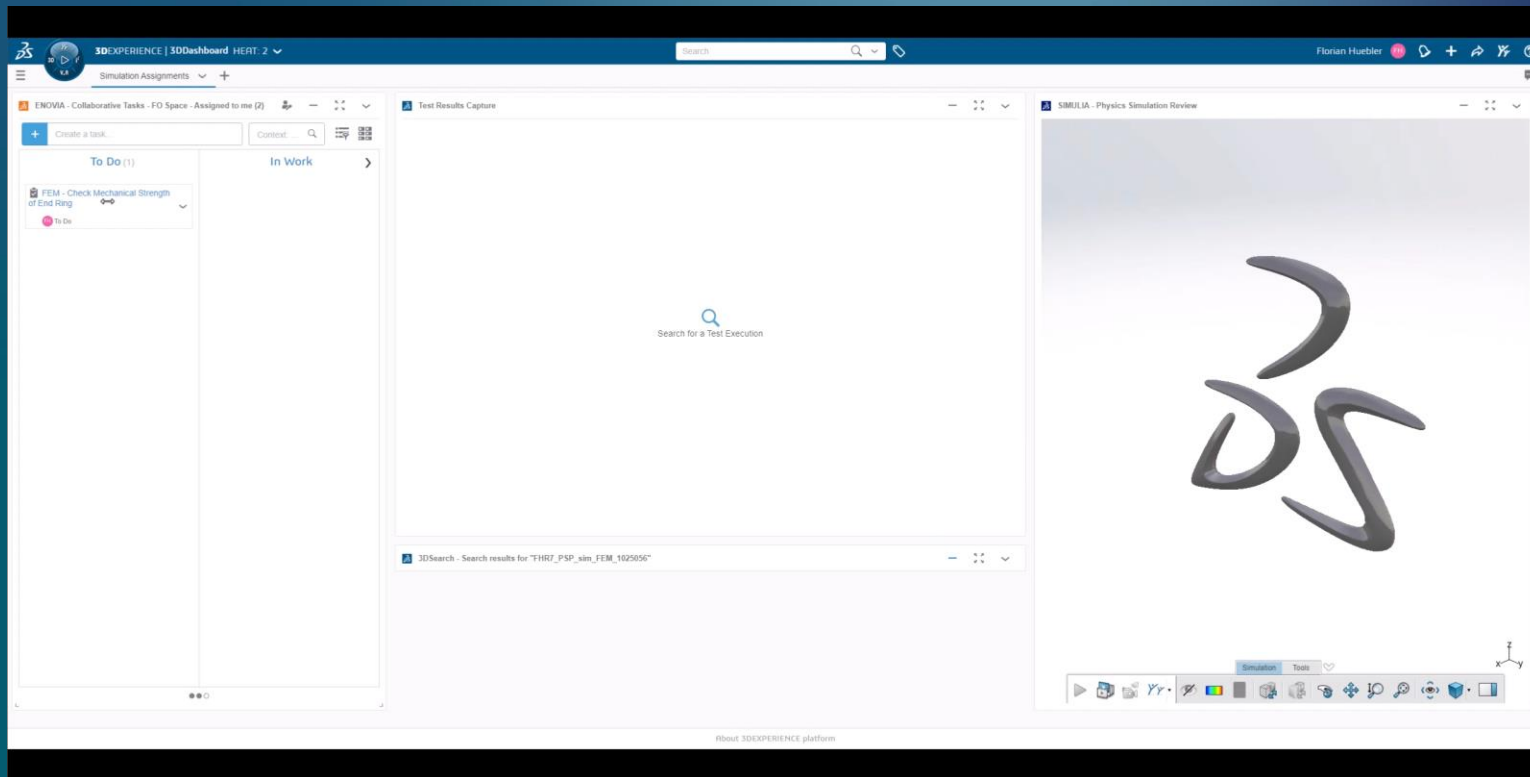 3DEXPERIENCE | 3DDashboard HEAT: 2
Search
Florian Huebler
FH
3D
V.R
Simulation Assignments
ENOVIA - Collaborative Tasks - FO Space - Assigned to me (2)
Create a task.
Context ...
To Do (1)
In Work
FEM - Check Mechanical Strength
of End Ring
To Do
Test Results Capture
Search for a Test Execution
3DSearch - Search results for "FHR7_PSP_sim_FEM_1025056"
SIMULIA - Physics Simulation Review
z
x
y
Simulation
Tools
About 3DEXPERIENCE platform